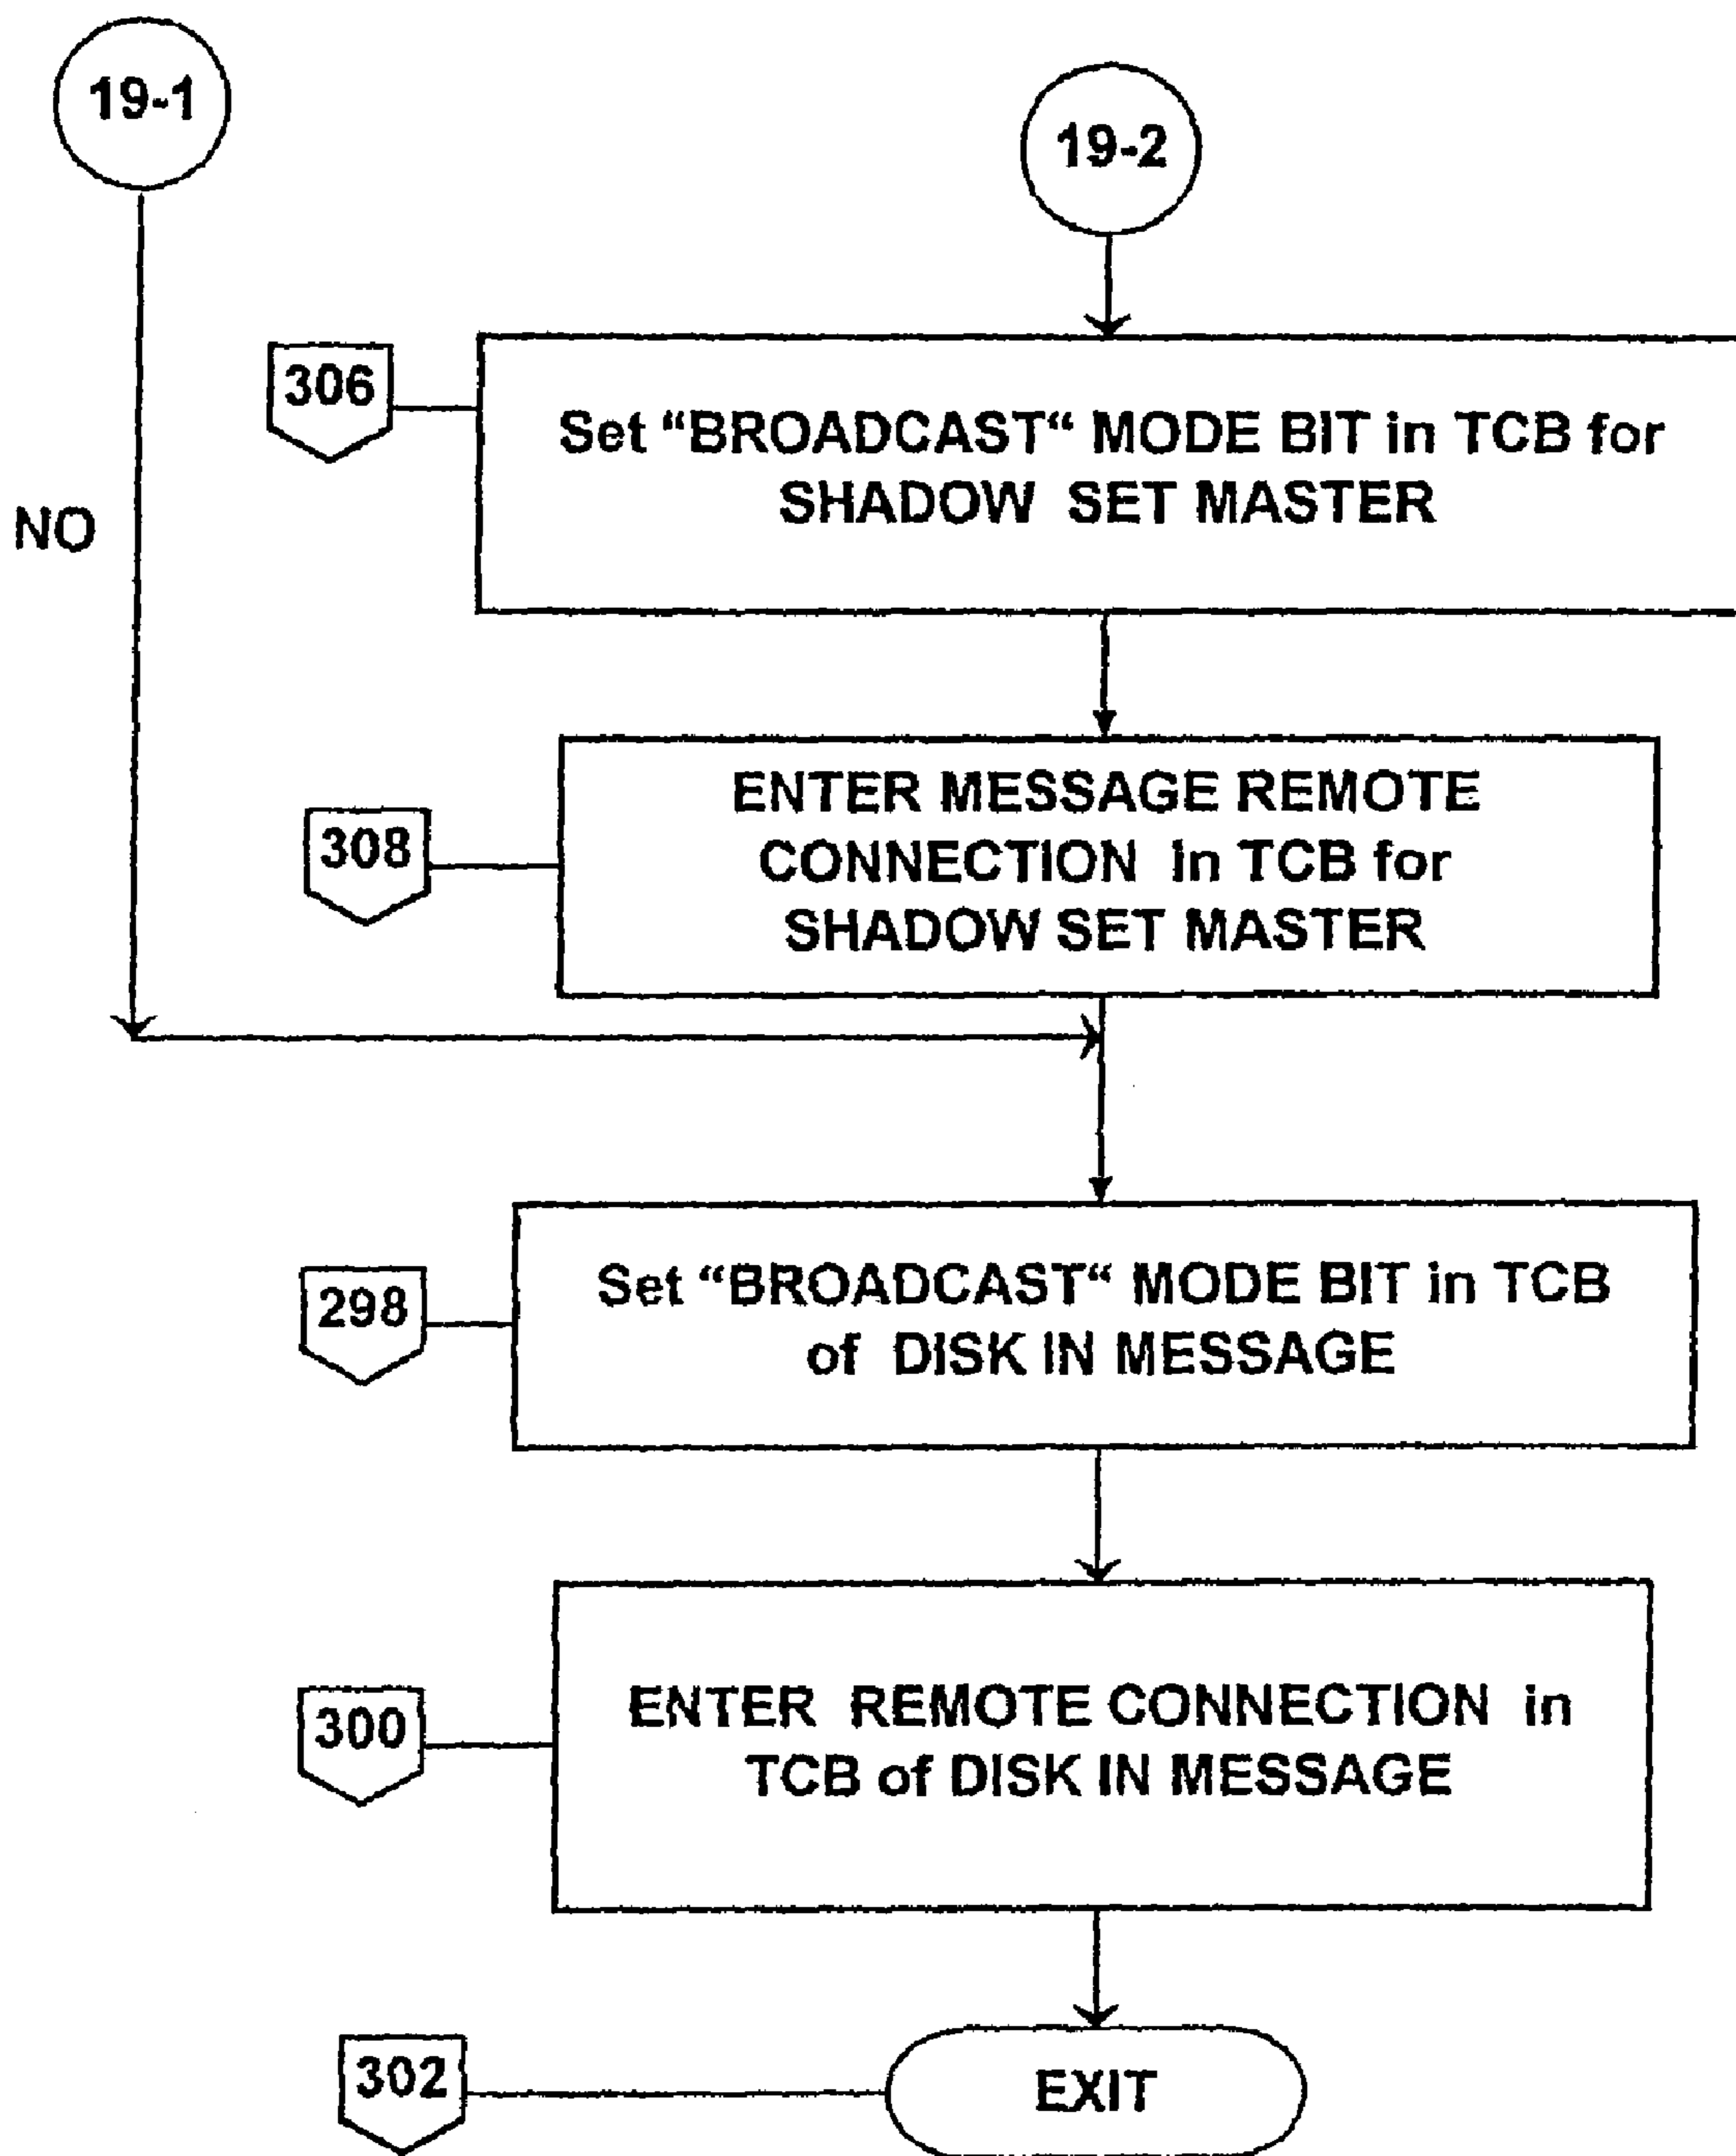 19-1
19-2
306
Set “BROADCAST“ MODE BIT in TCB for
SHADOW SET MASTER
NO
308
ENTER MESSAGE REMOTE
CONNECTION in TCB for
SHADOW SET MASTER
298
Set “BROADCAST“ MODE BIT in TCB
of DISK IN MESSAGE
300
ENTER REMOTE CONNECTION in
TCB of DISK IN MESSAGE
302
EXIT